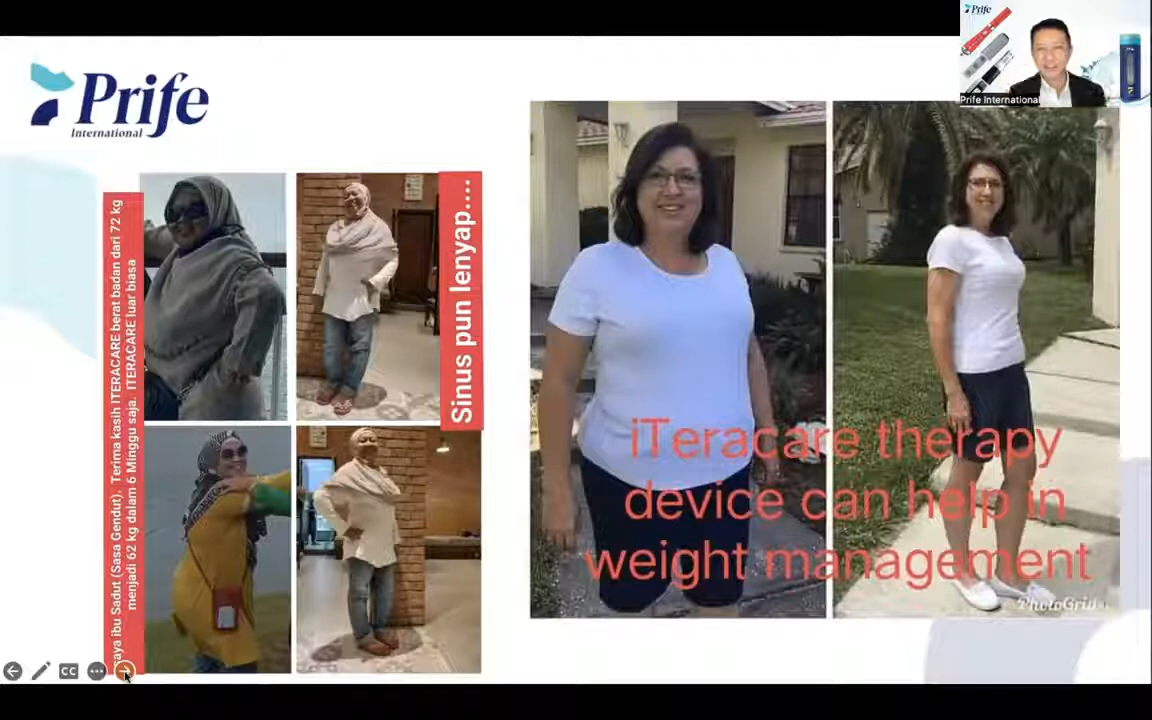 Prife
International
Prife
Prife International
saya ibu Sadut (Sasa Gendut). Terima kasih ITERACARE berat badan dari 72 kg
menjadi 62 kg dalam 6 Minggu saja. ITERACARE luar biasa
Sinus pun lenyap....
iTeracare therapy
device can help in
weight management
PhotoGrid
CC